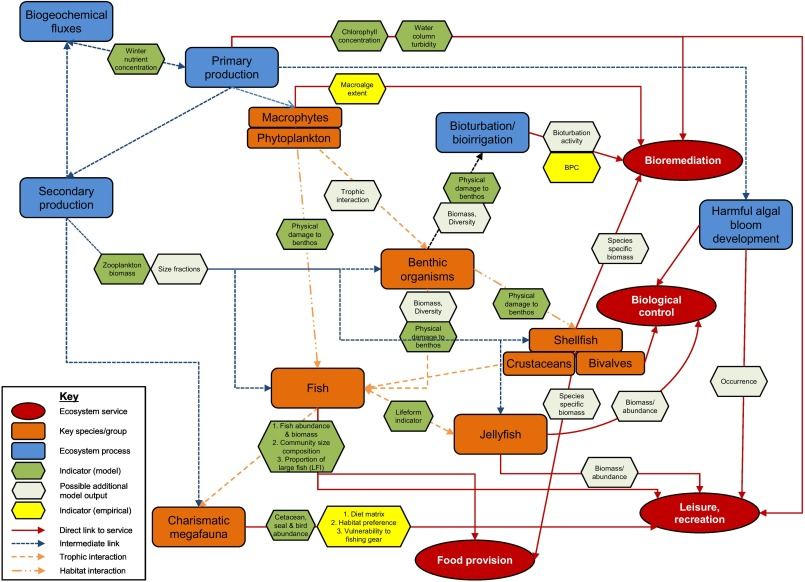 Biogeochemical
fluxes
Winter
nutrient
concentration
Primary
production
Chlorophyll
concentration
Water
column
turbidity
Macroalge
extent
Macrophytes
Phytoplankton
Bioturbation/
bioirrigation
Bioturbation
activity
BPC
Bioremediation
Secondary
production
Trophic
interaction
Physical
damage to
benthos
Biomass,
Diversity
Physical
damage to
benthos
Harmful algal
bloom
development
Species
specific
biomass
Zooplankton
biomass
Size fractions
Benthic
organisms
Biomass,
Diversity
Physical
damage to
benthos
Physical
damage to
benthos
Biological
control
Shellfish
Crustaceans
Bivalves
Fish
Lifeform
indicator
Species
specific
biomass
Biomass/
abundance
Occurrence
1. Fish abundance
& biomass
2. Community size
composition
3. Proportion of
large fish (LFI)
Jellyfish
Biomass/
abundance
Charismatic
megafauna
Cetacean,
seal & bird
abundance
1. Diet matrix
2. Habitat preference
3. Vulnerability to
fishing gear
Leisure,
recreation
Food provision
Key
Ecosystem service
Key species/group
Ecosystem process
Indicator (model)
Possible additional
model output
Indicator (empirical)
Direct link to service
Intermediate link
Trophic interaction
Habitat interaction